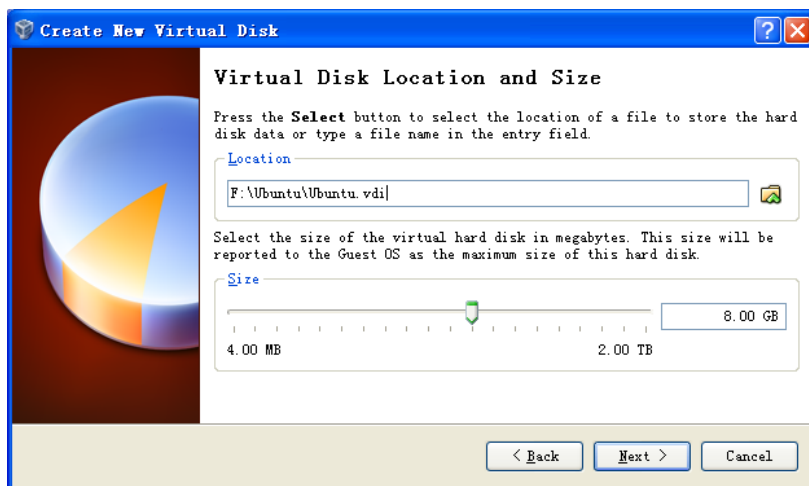 Create New Virtual Disk
Virtual Disk Location and Size
Press the Select button to select the location of a file to store the hard
disk data or type a file name in the entry field.
Location
F:\Ubuntu\Ubuntu.vdi
Select the size of the virtual hard disk in megabytes. This size will be
reported to the Guest OS as the maximum size of this hard disk.
Size
8.00 GB
4.00 MB 2.00 TB
< Back Next > Cancel